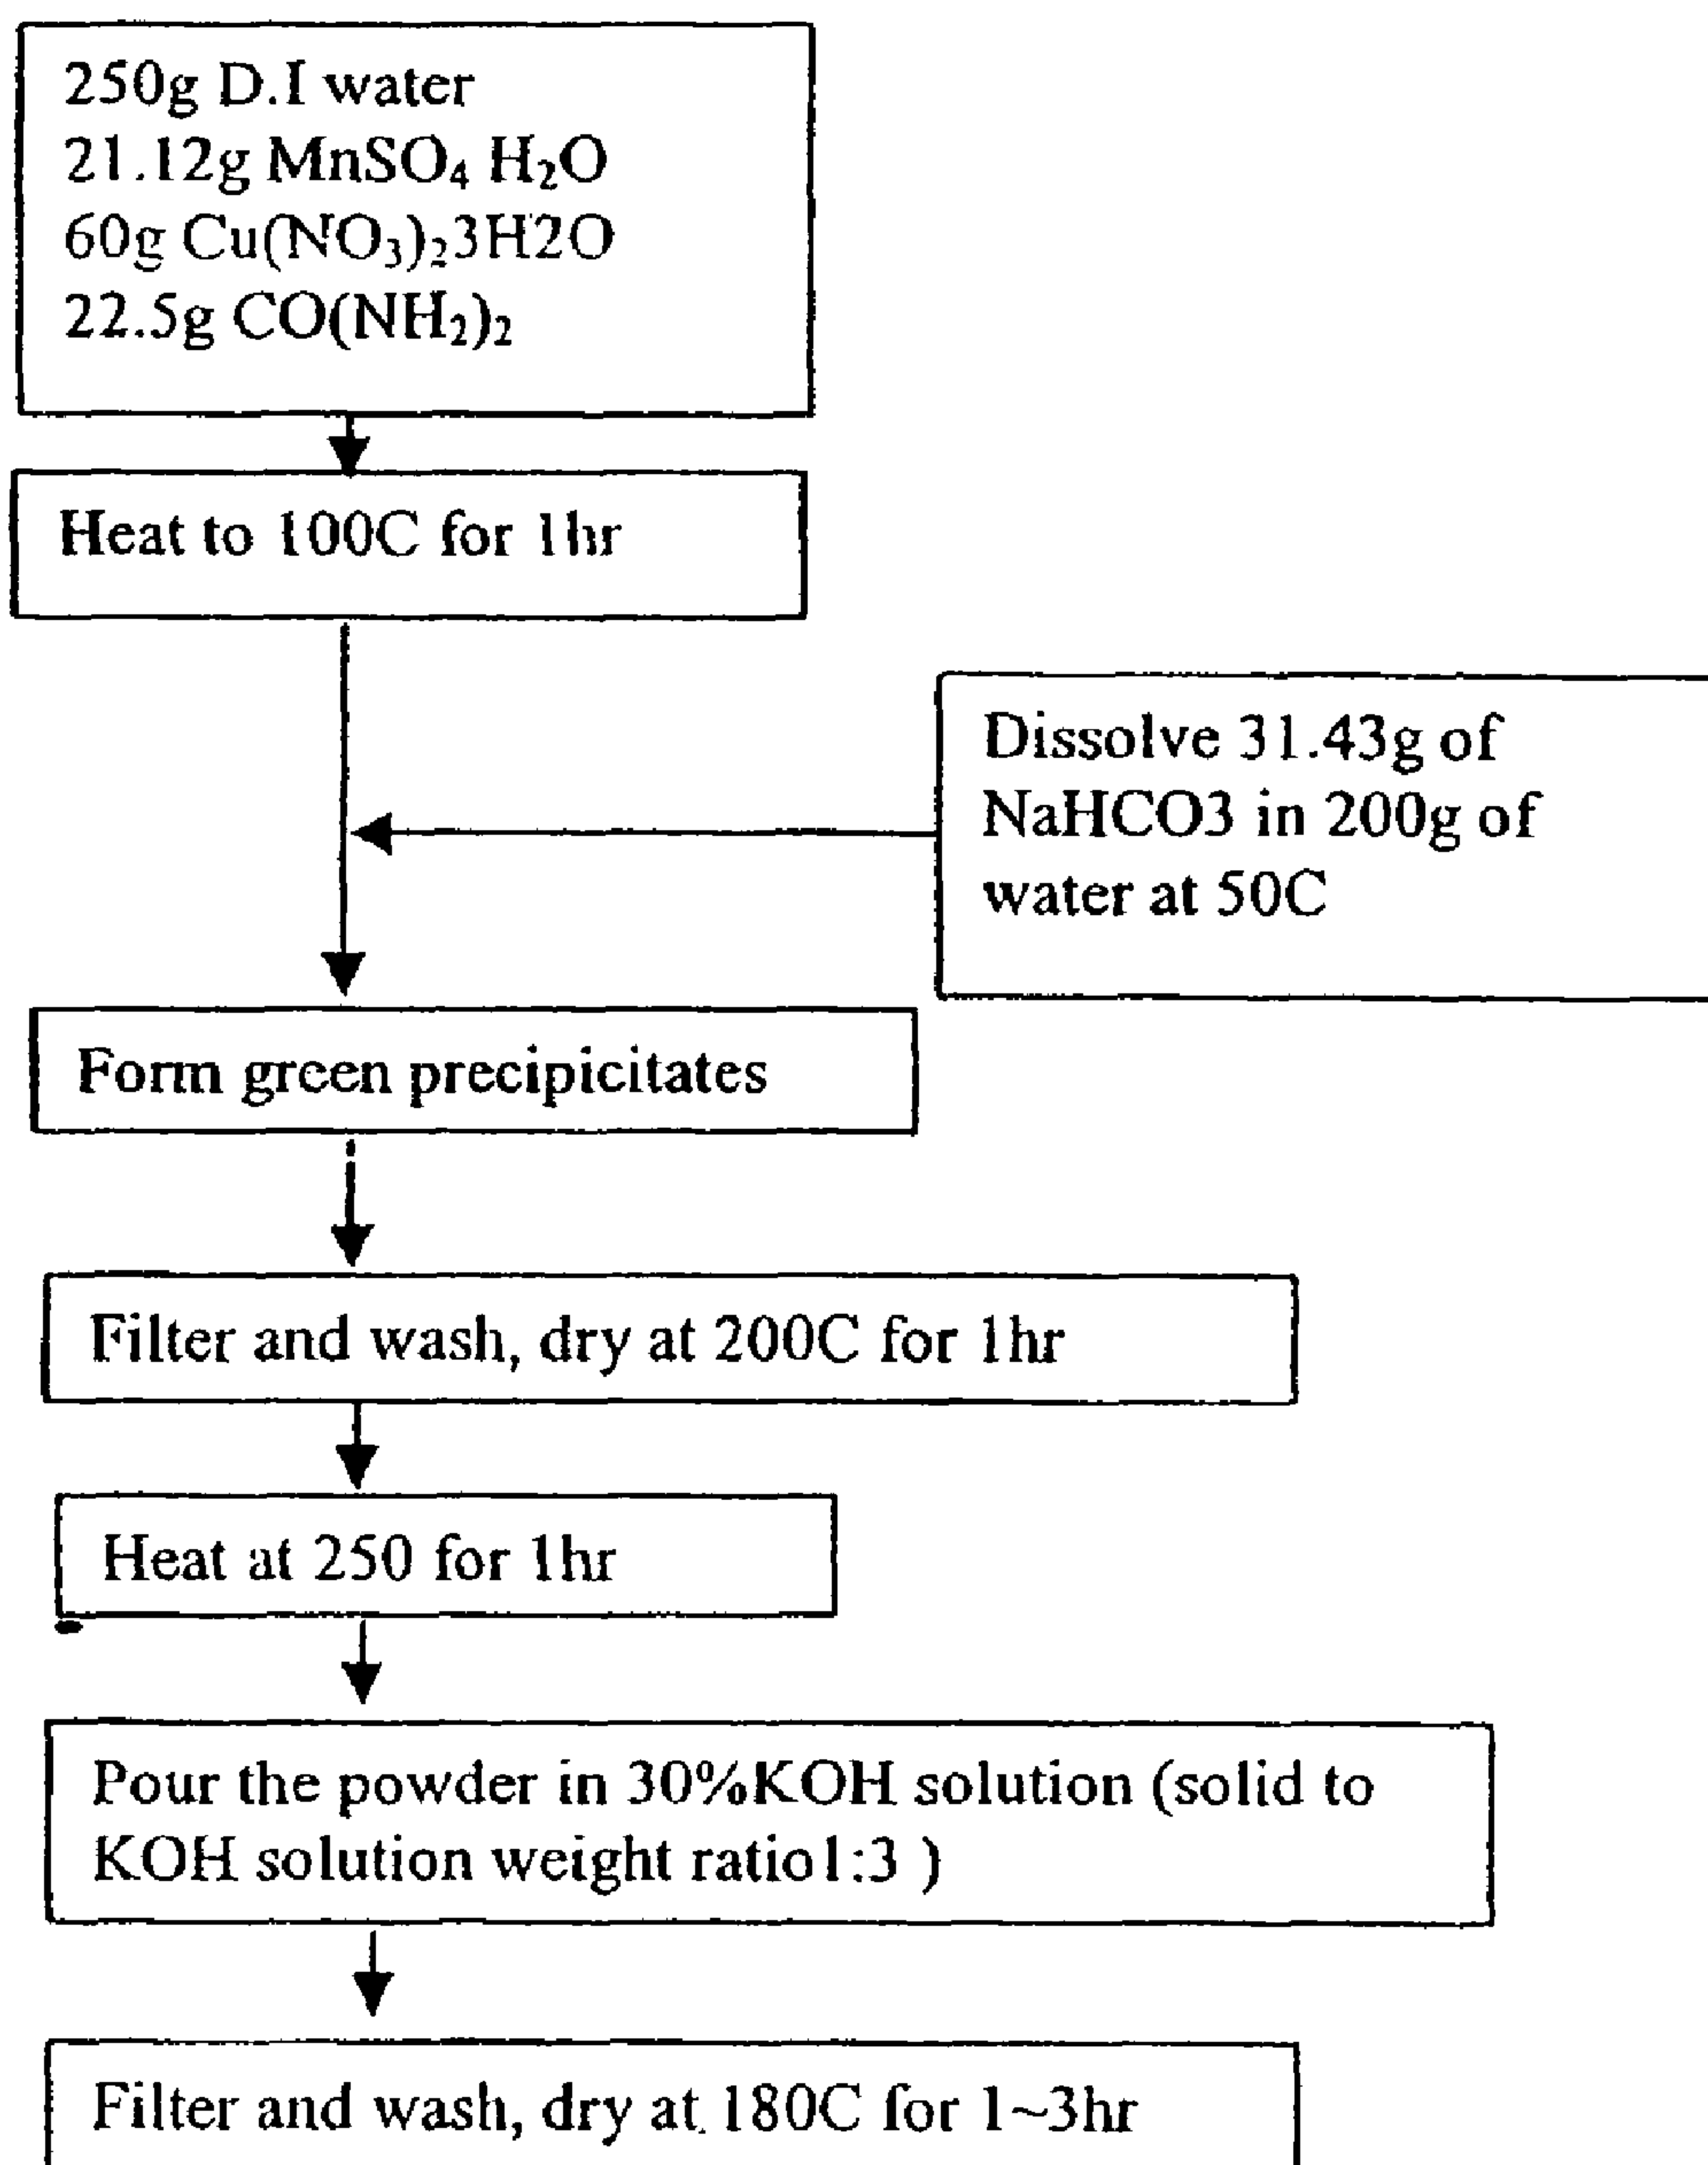 250g D.I water
21.12g MnSO₄ H₂O
60g Cu(NO₃)₂3H2O
22.5g CO(NH₂)₂
Heat to 100C for 1hr
Dissolve 31.43g of
NaHCO3 in 200g of
water at 50C
Form green precipicitates
Filter and wash, dry at 200C for 1hr
Heat at 250 for 1hr
Pour the powder in 30%KOH solution (solid to
KOH solution weight ratio1:3 )
Filter and wash, dry at 180C for 1~3hr